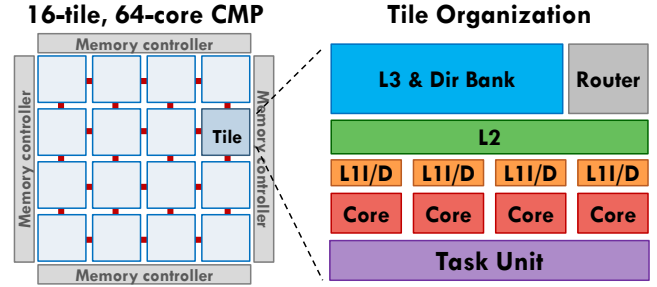 16-tile, 64-core CMP
Memory controller
Memory controller
Tile
Memory controller
Memory controller
Tile Organization
L3 & Dir Bank
Router
L2
L1I/D
L1I/D
L1I/D
L1I/D
Core
Core
Core
Core
Task Unit